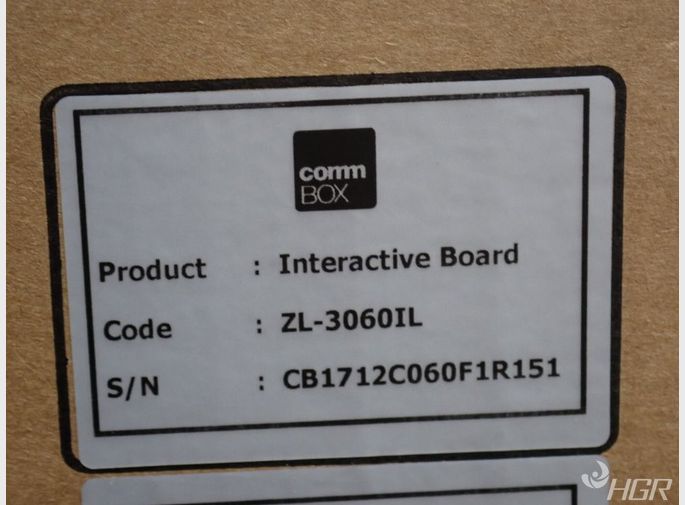 comm
BOX
Product : Interactive Board
Code : ZL-3060IL
S/N : CB1712C060F1R151
HGR